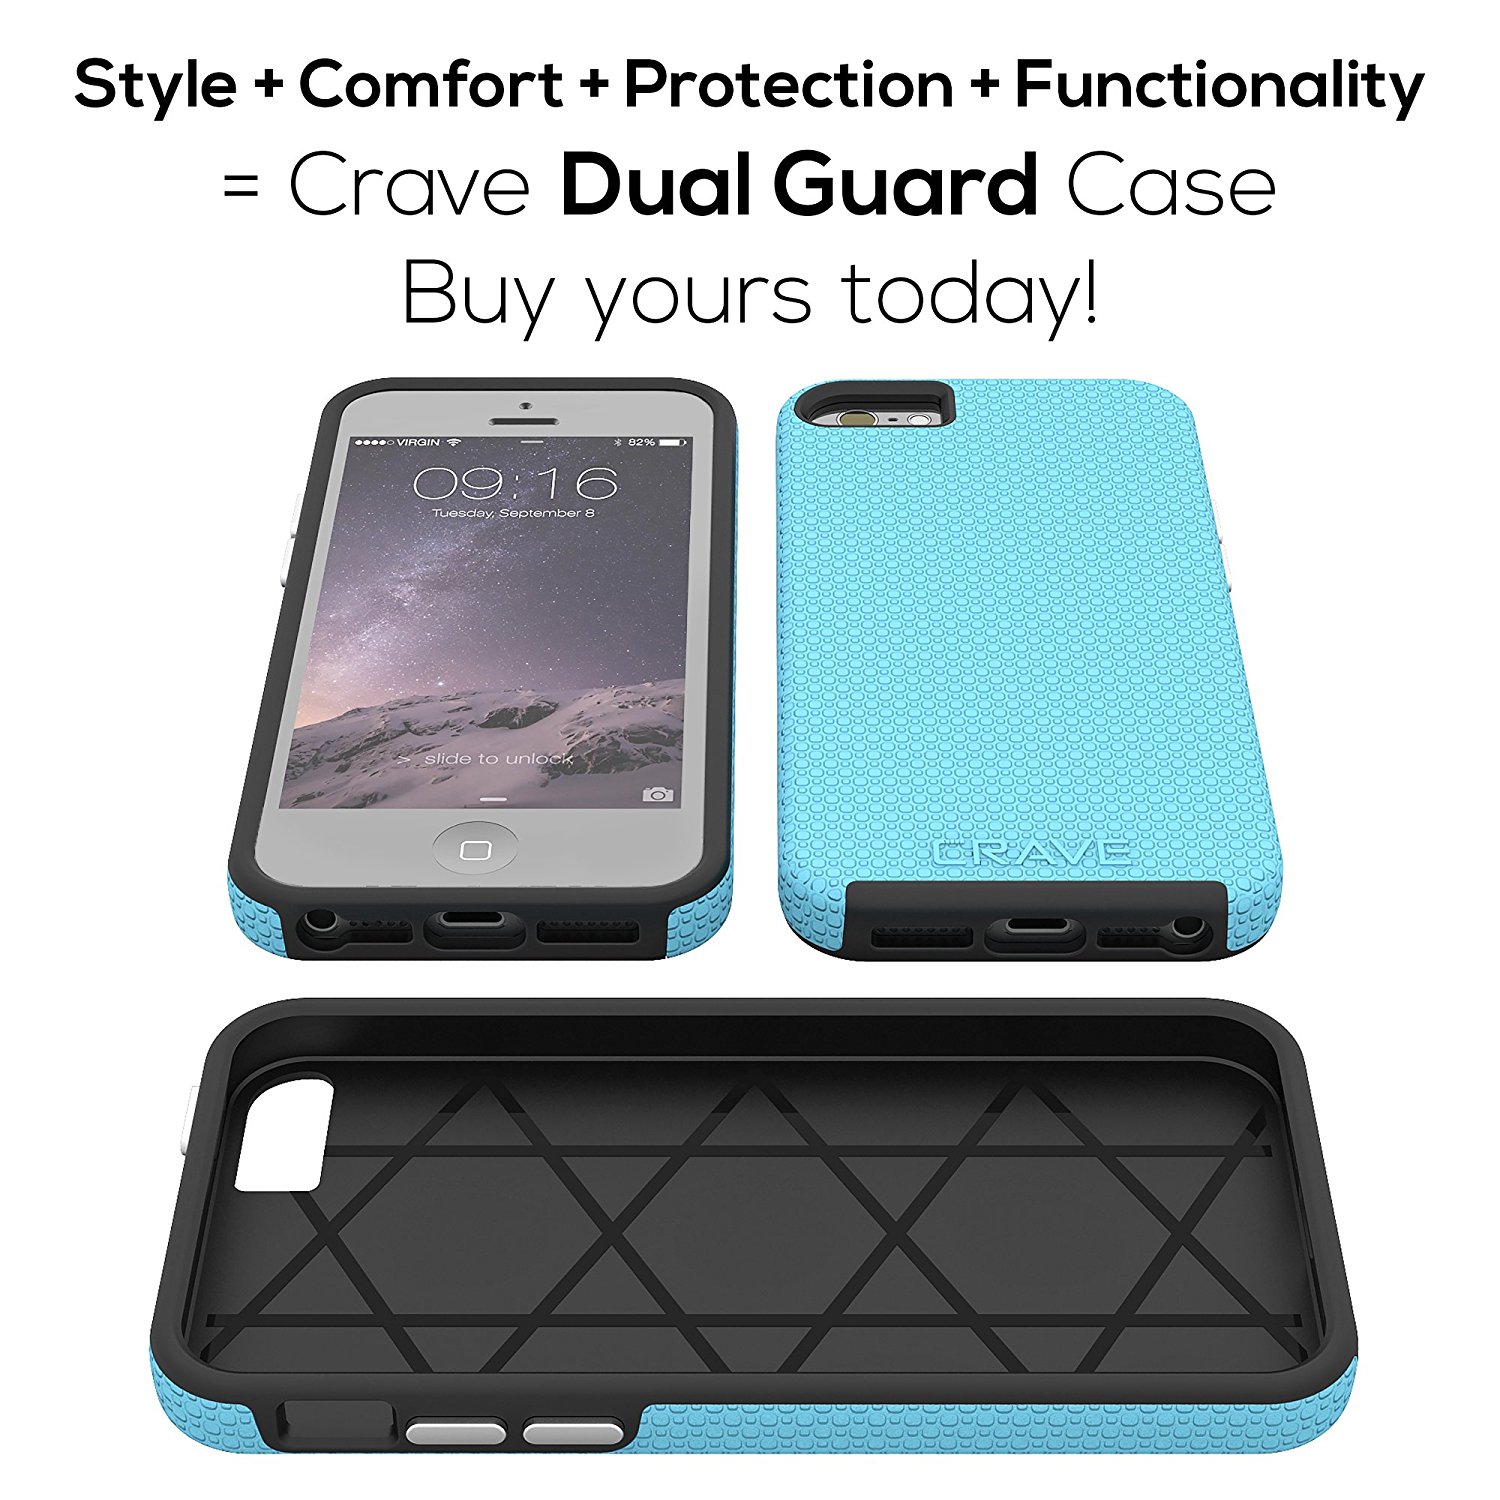 Style + Comfort + Protection + Functionality
= Crave Dual Guard Case
Buy yours today!
VIRGIN
82%
09:16
Tuesday, September 8
> slide to unlock
CRAVE